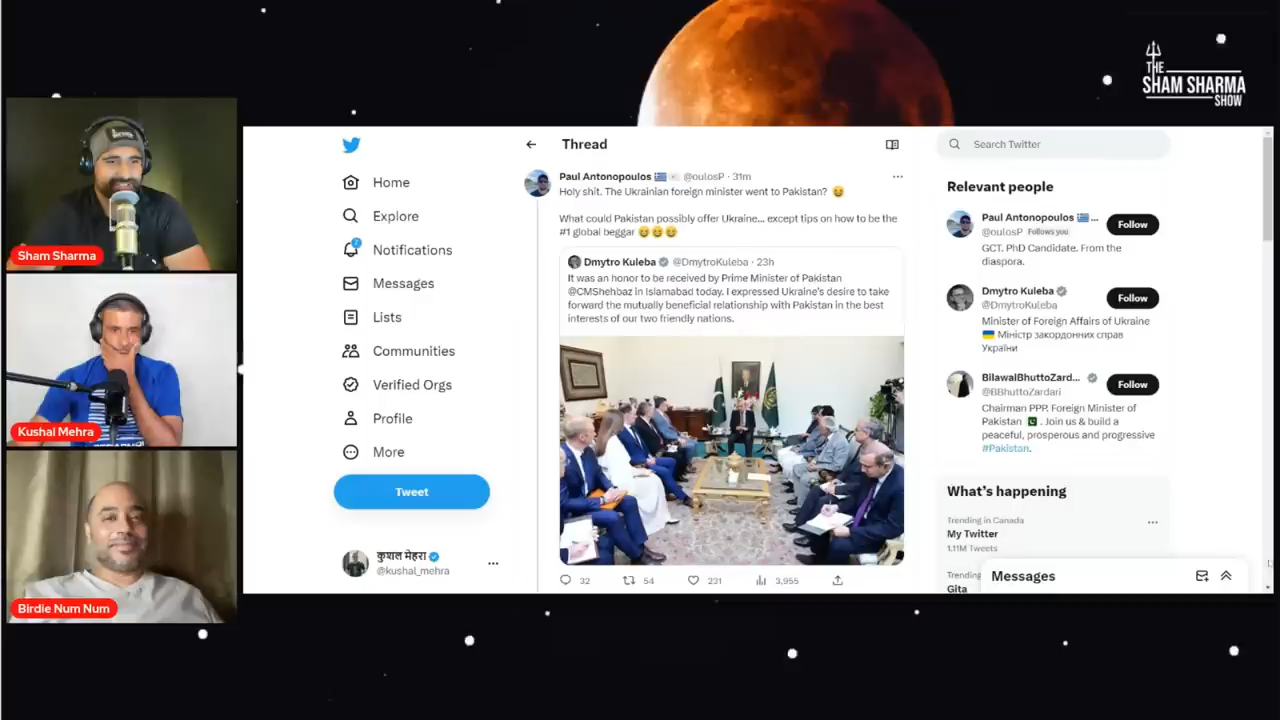 THE
SHAM SHARMA
SHOW
Sham Sharma
Kushal Mehra
Birdie Num Num
Home
Explore
Notifications
Messages
Lists
Communities
Verified Orgs
Profile
More
Tweet
कुशल मेहरा
@kushal_mehra
Thread
Paul Antonopoulos @oulosP · 31m
Holy shit. The Ukrainian foreign minister went to Pakistan?
What could Pakistan possibly offer Ukraine... except tips on how to be the
#1 global beggar
Dmytro Kuleba @DmytroKuleba · 23h
It was an honor to be received by Prime Minister of Pakistan
@CMShehbaz in Islamabad today. I expressed Ukraine's desire to take
forward the mutually beneficial relationship with Pakistan in the best
interests of our two friendly nations.
32 54 231 3,955
Search Twitter
Relevant people
Paul Antonopoulos ...
@oulosP Follows you
Follow
GCT. PhD Candidate. From the
diaspora.
Dmytro Kuleba
@DmytroKuleba
Follow
Minister of Foreign Affairs of Ukraine
Міністр закордонних справ
України
BilawalBhuttoZard...
@BBhuttoZardari
Follow
Chairman PPP. Foreign Minister of
Pakistan . Join us & build a
peaceful, prosperous and progressive
#Pakistan.
What's happening
Trending in Canada
My Twitter
1.11M Tweets
Trending
Gita
Messages